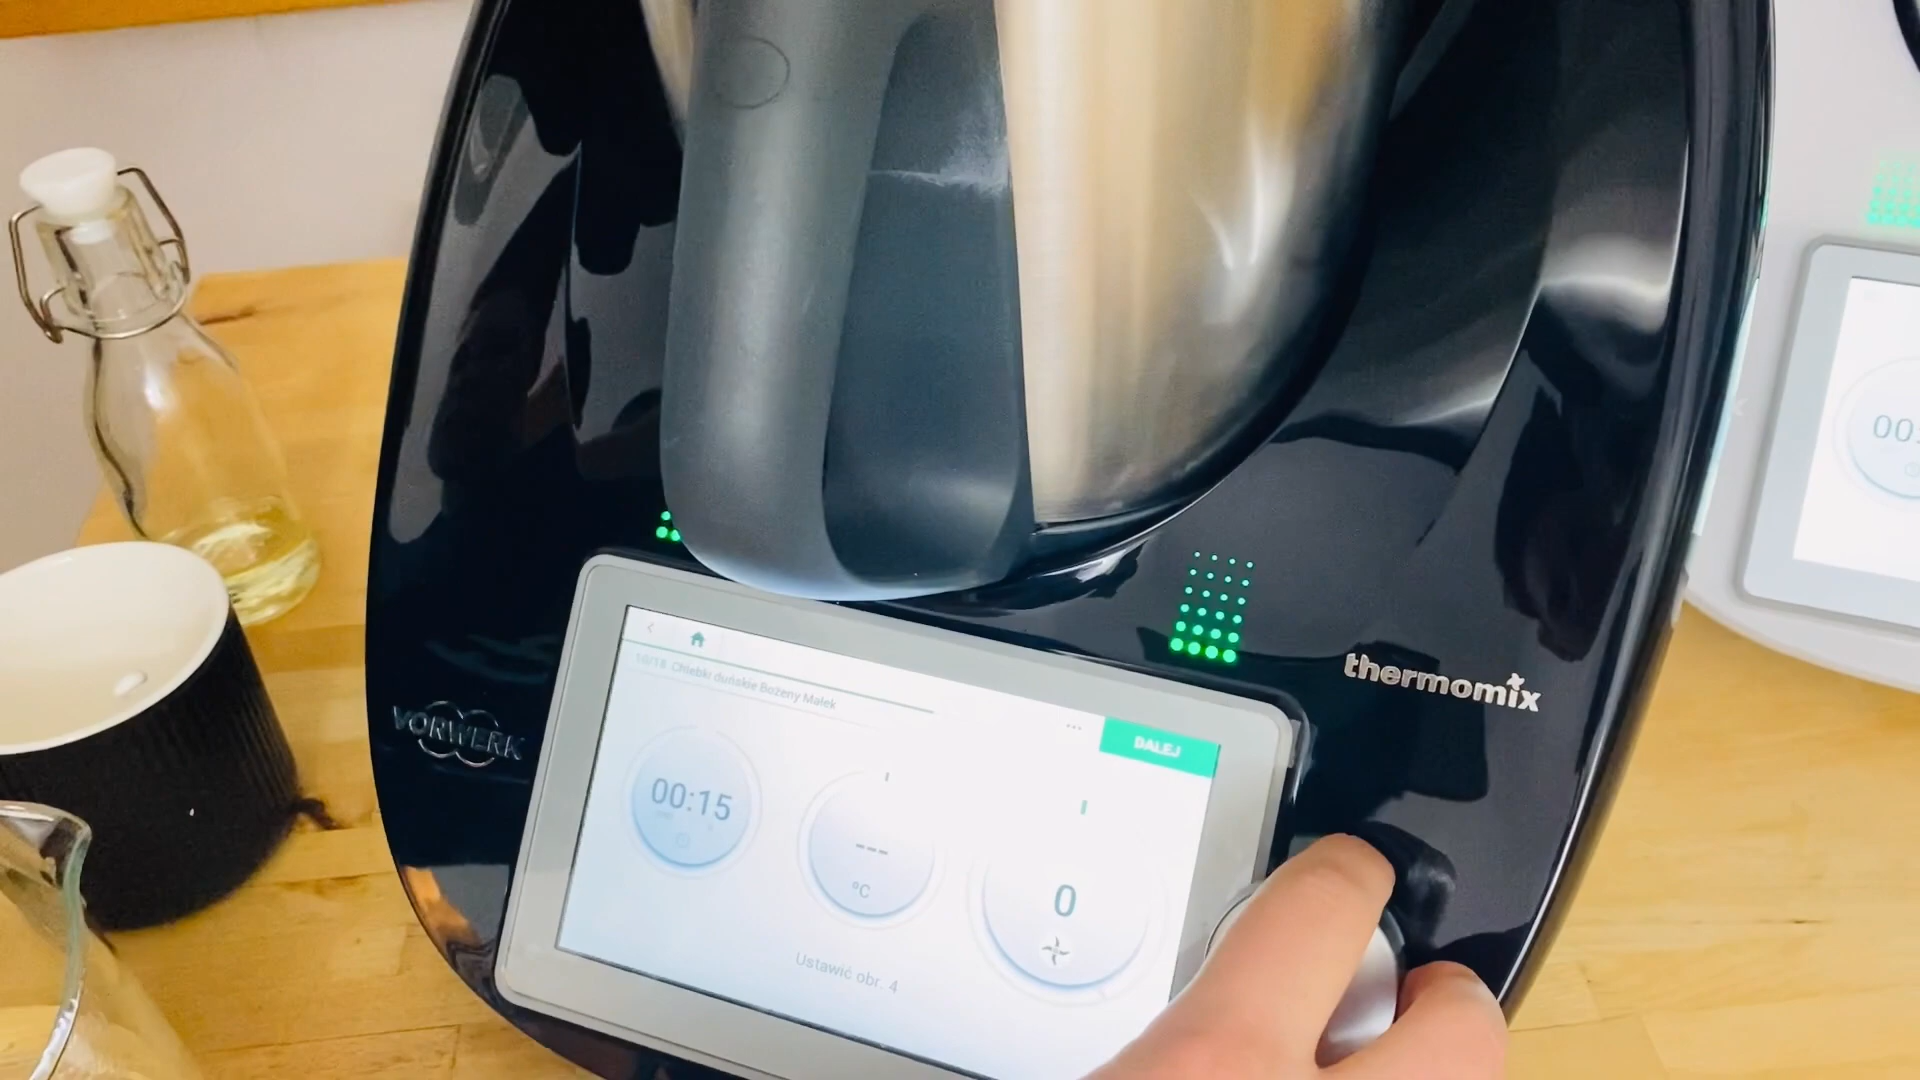 VORWERK
thermomix
10/18 Chlebki duńskie Bożeny Małek
DALEJ
00:15
---
°C
0
Ustawić obr. 4
00: